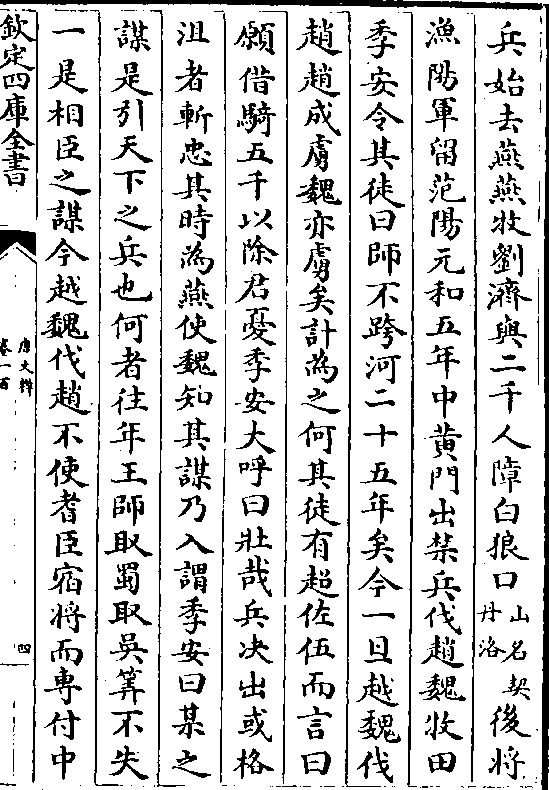 兵始去燕燕牧劉濟與二千人障白狼口山名契丹洛後將
漁陽軍留范陽元和五年中黄門出禁兵伐趙魏牧田
季安令其徒曰師不跨河二十五年矣今一旦越魏伐
趙趙成虜魏亦虜矣計為之何其徒有超佐伍而言曰
願借騎五千以除君憂季安大呼曰壯哉兵决出或格
沮者斬忠其時為燕使魏知其謀乃入謂季安曰某之
謀是引天下之兵也何者往年王師取蜀取吳筭不失
一是相臣之謀今越魏伐趙不使耆臣宿將而専付中
欽定四庫全書
唐文粹
卷一百
四